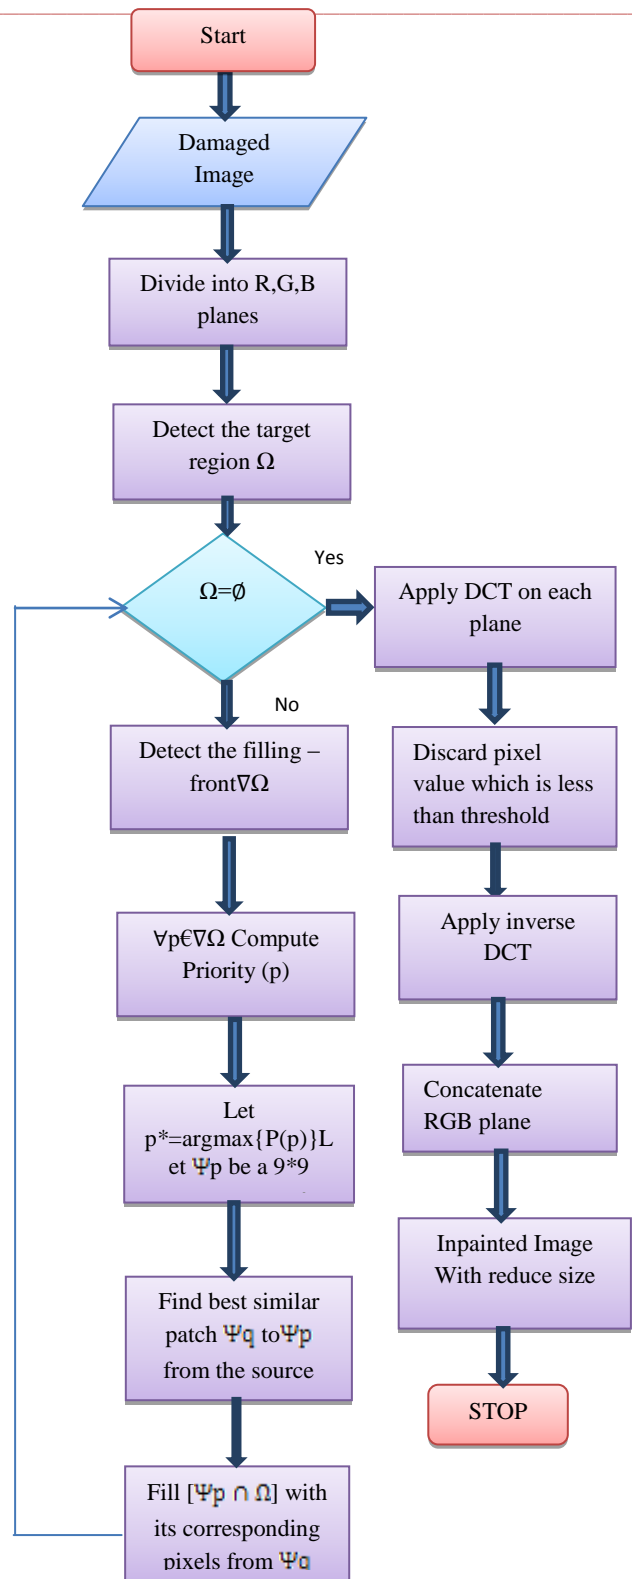 Start
Damaged
Image
Divide into R,G,B
planes
Detect the target
region Ω
Ω=∅
Yes
No
Detect the filling –
front∇Ω
∀p€∇Ω Compute
Priority (p)
Let
p*=argmax{P(p)}L
et Ψp be a 9*9
Find best similar
patch Ψq toΨp
from the source
Fill [Ψp ∩ Ω] with
its corresponding
pixels from Ψq
Apply DCT on each
plane
Discard pixel
value which is less
than threshold
Apply inverse
DCT
Concatenate
RGB plane
Inpainted Image
With reduce size
STOP